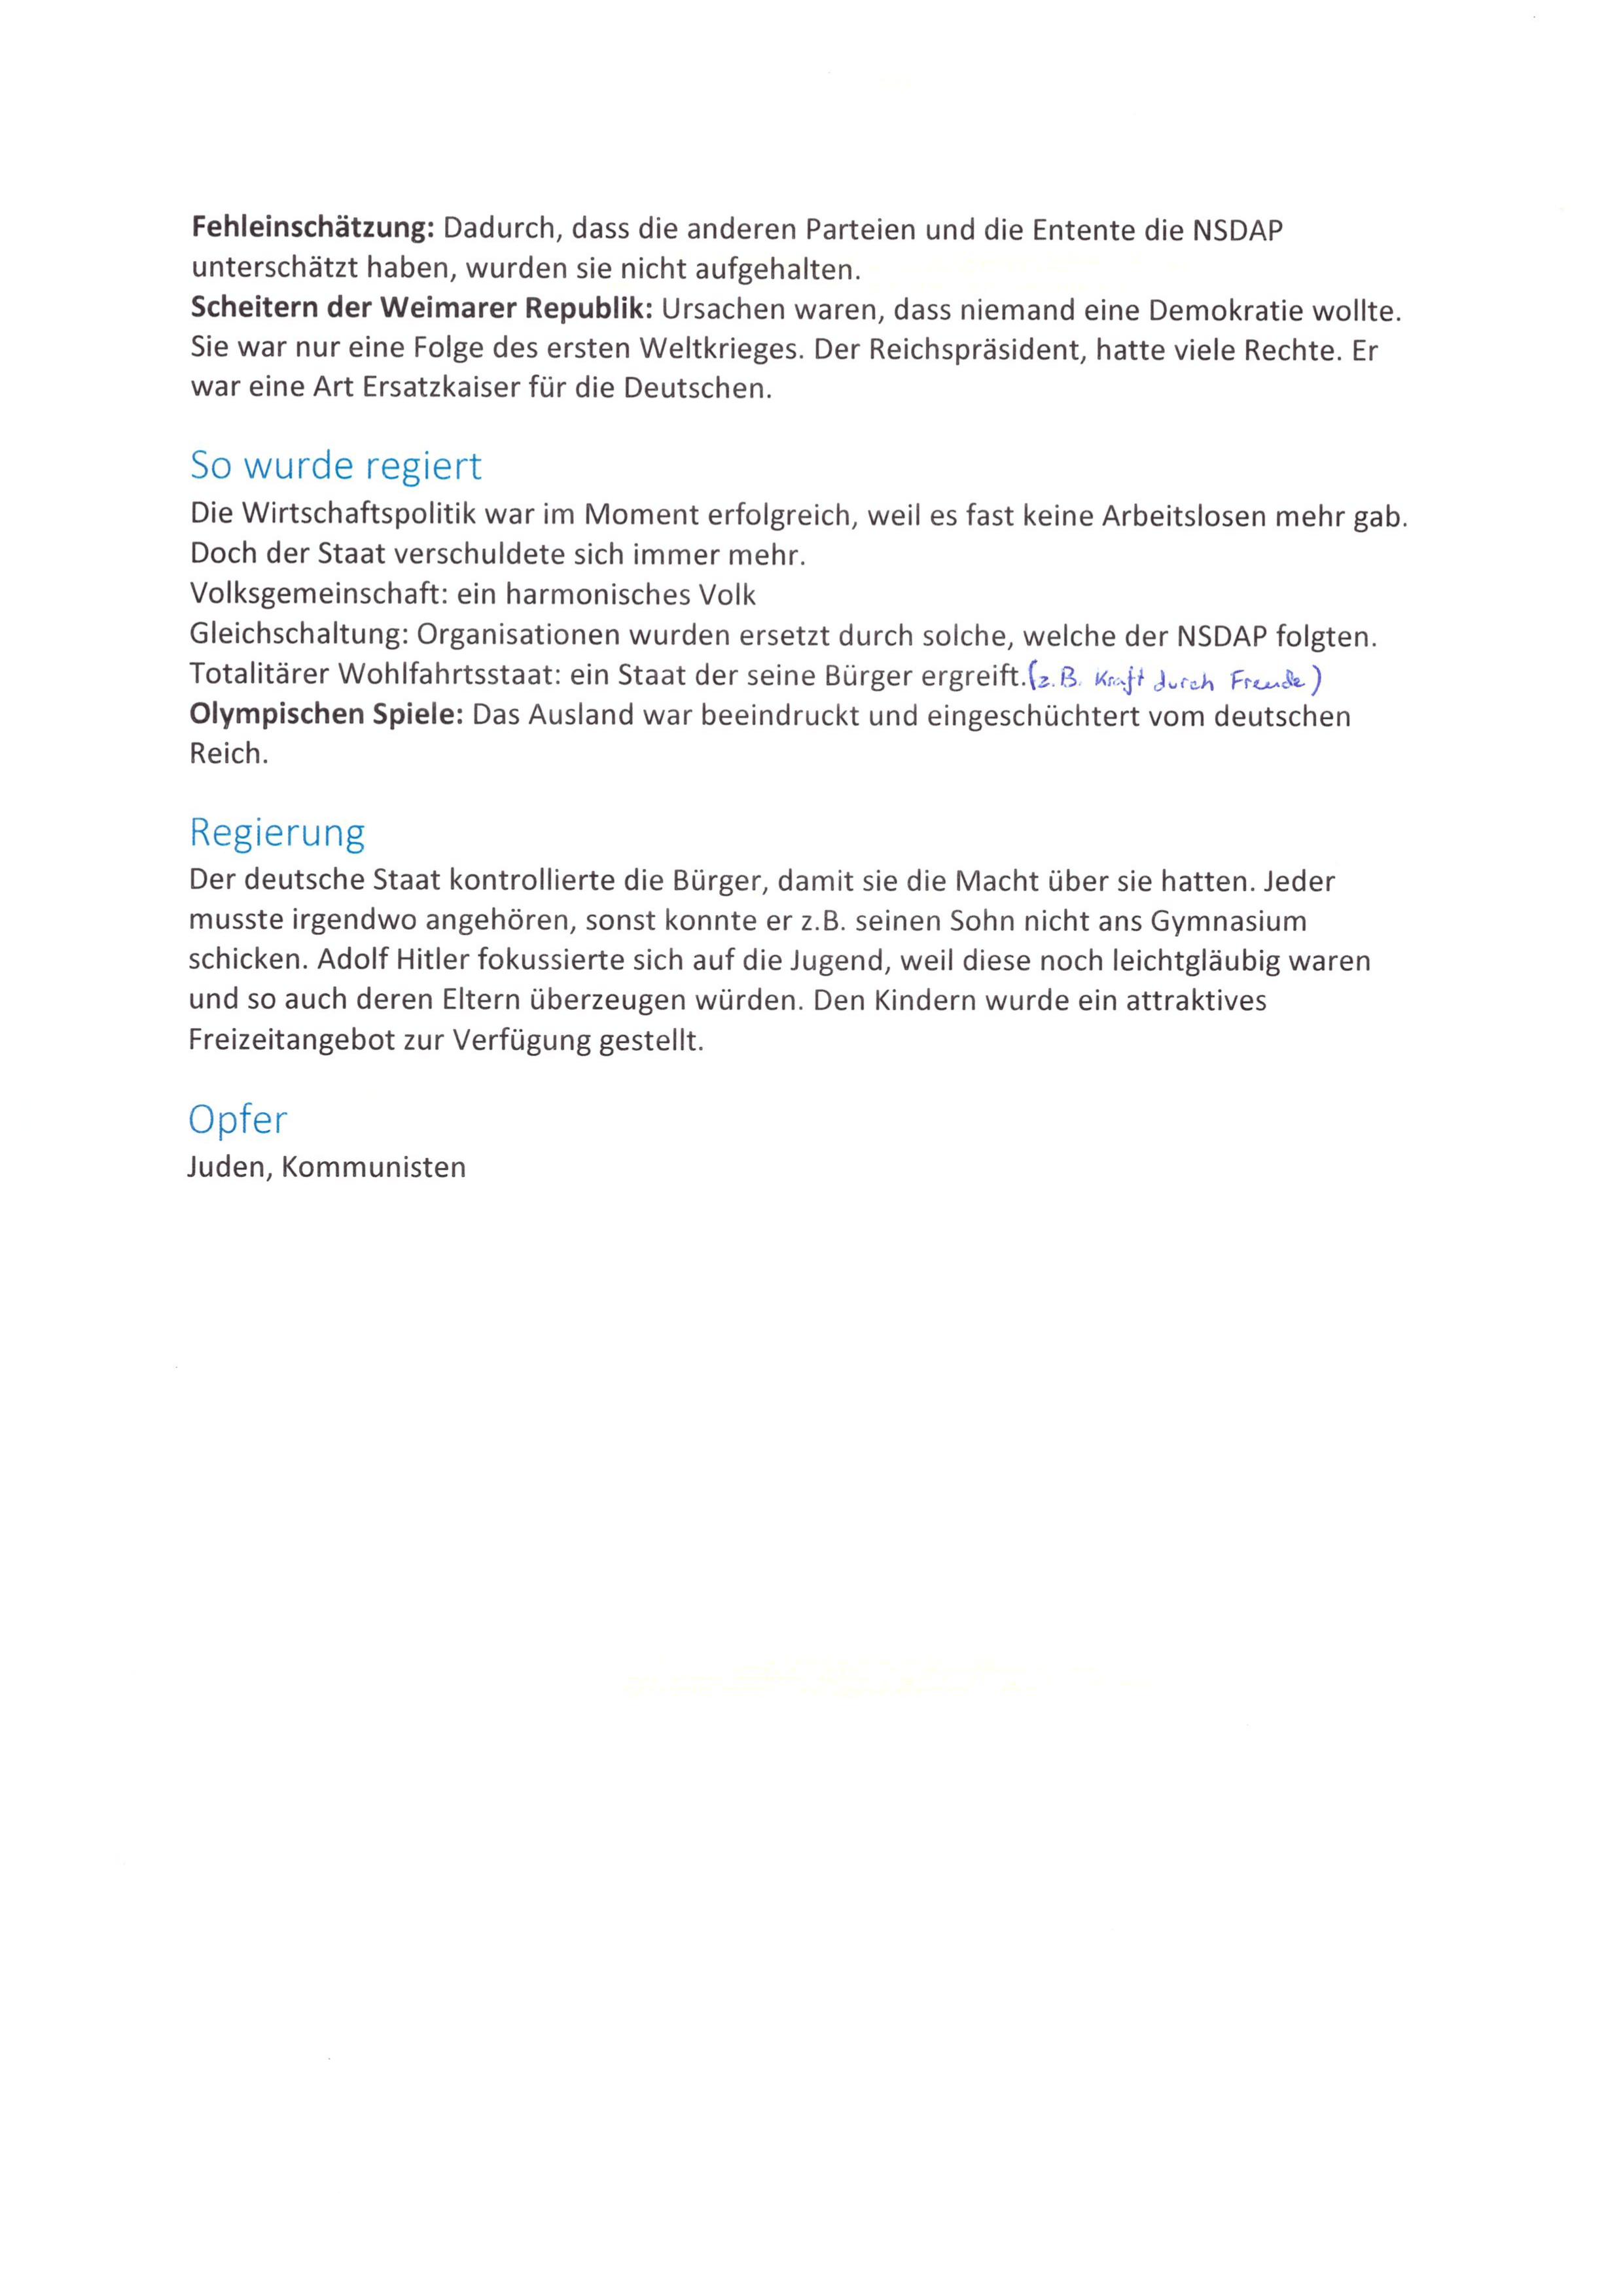 Fehleinschätzung: Dadurch, dass die anderen Parteien und die Entente die NSDAP
unterschätzt haben, wurden sie nicht aufgehalten.
Scheitern der Weimarer Republik: Ursachen waren, dass niemand eine Demokratie wollte.
Sie war nur eine Folge des ersten Weltkrieges. Der Reichspräsident, hatte viele Rechte. Er
war eine Art Ersatzkaiser für die Deutschen.
So wurde regiert
Die Wirtschaftspolitik war im Moment erfolgreich, weil es fast keine Arbeitslosen mehr gab.
Doch der Staat verschuldete sich immer mehr.
Volksgemeinschaft: ein harmonisches Volk
Gleichschaltung: Organisationen wurden ersetzt durch solche, welche der NSDAP folgten.
Totalitärer Wohlfahrtsstaat: ein Staat der seine Bürger ergreift.(z.B. Kraft durch Freude)
Olympischen Spiele: Das Ausland war beeindruckt und eingeschüchtert vom deutschen
Reich.
Regierung
Der deutsche Staat kontrollierte die Bürger, damit sie die Macht über sie hatten. Jeder
musste irgendwo angehören, sonst konnte er z.B. seinen Sohn nicht ans Gymnasium
schicken. Adolf Hitler fokussierte sich auf die Jugend, weil diese noch leichtgläubig waren
und so auch deren Eltern überzeugen würden. Den Kindern wurde ein attraktives
Freizeitangebot zur Verfügung gestellt.
Opfer
Juden, Kommunisten